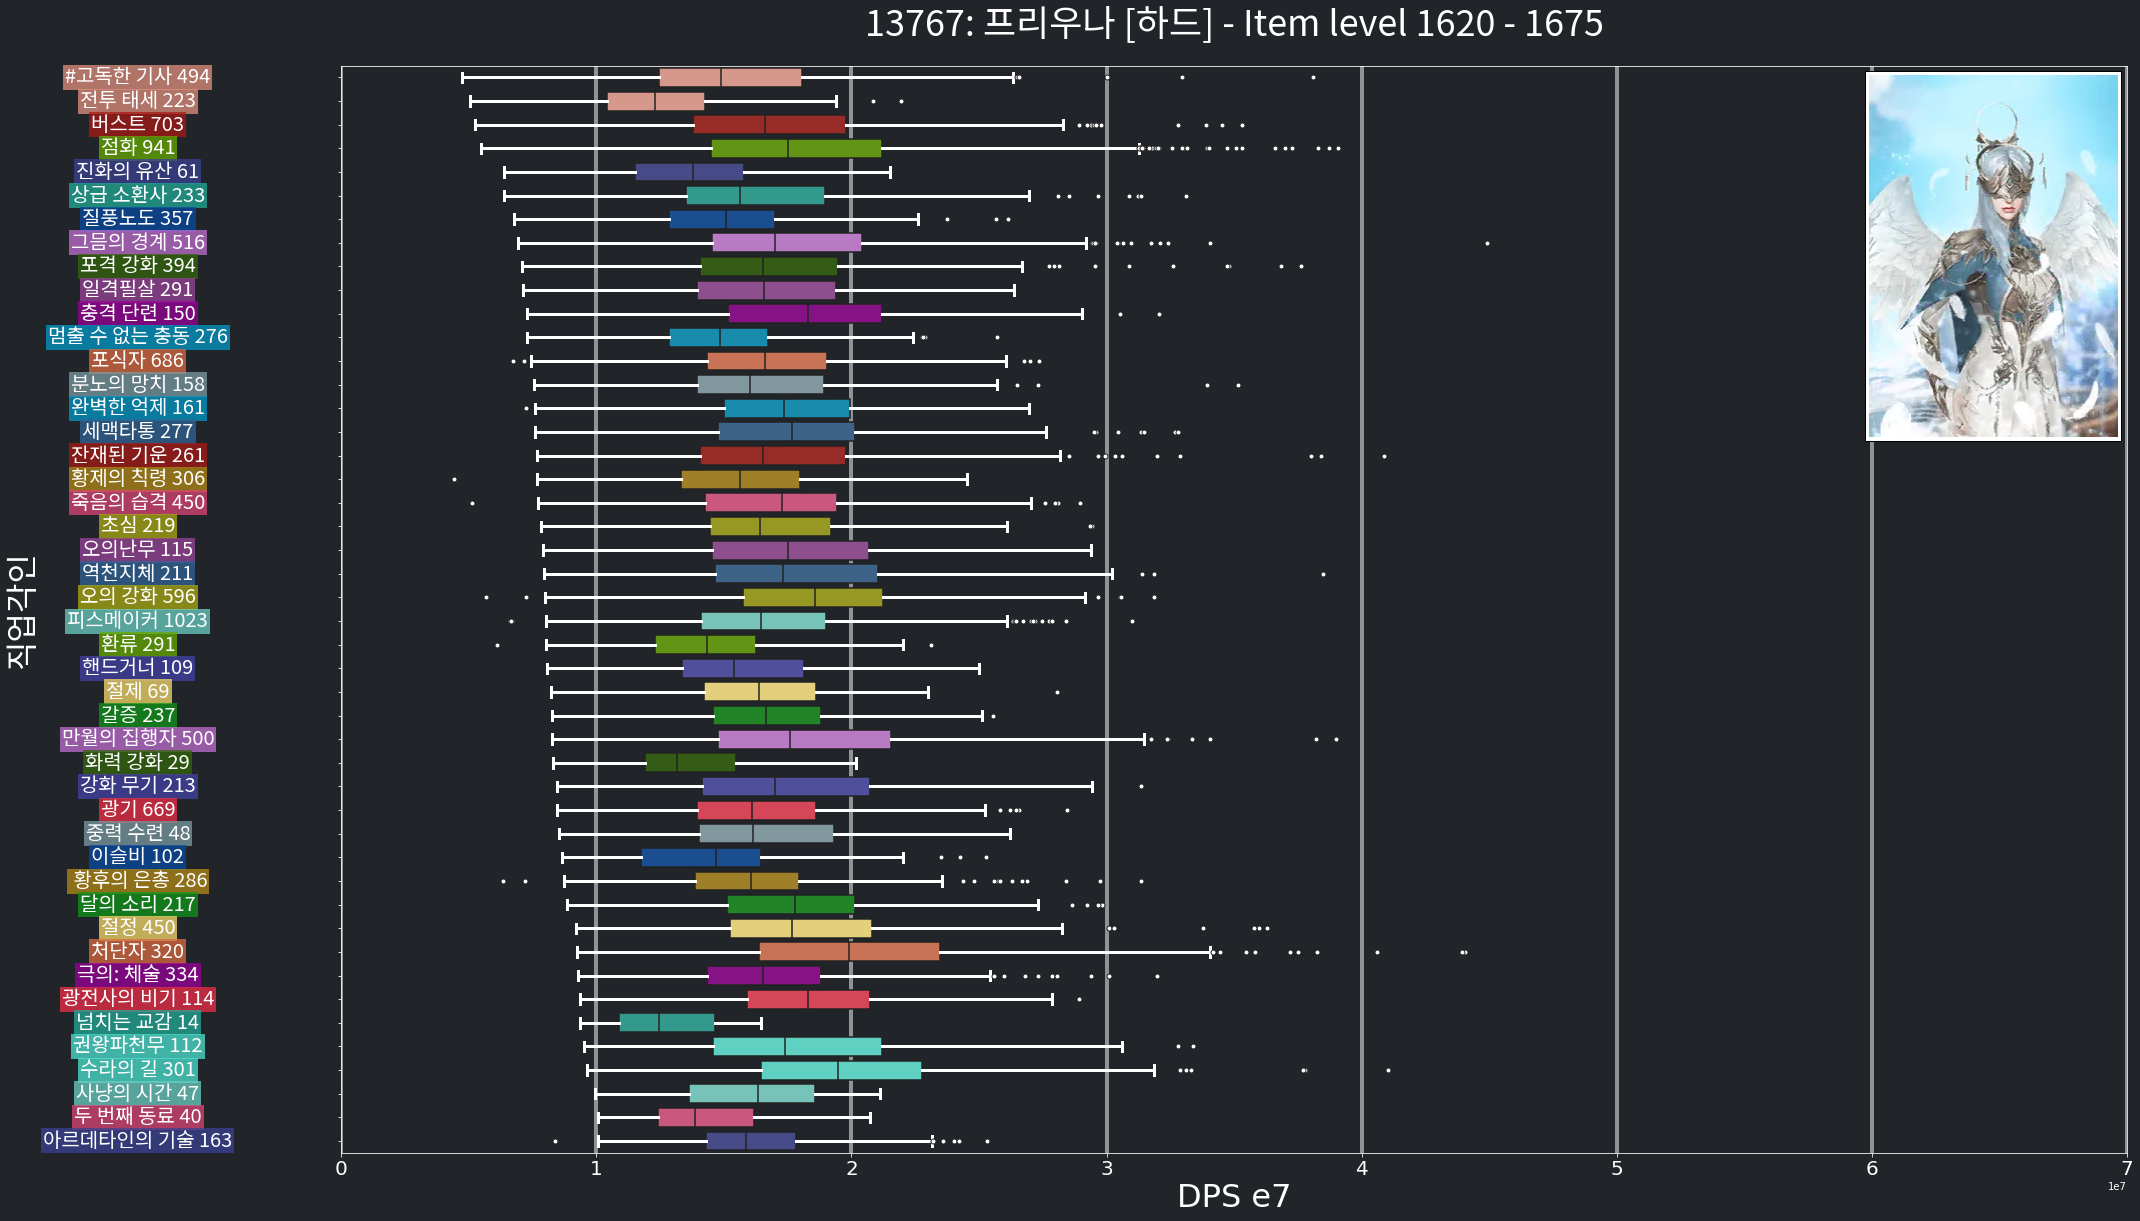 13767: 프리우나 [하드] - Item level 1620 - 1675
#고독한 기사 494
전투 태세 223
버스트 703
점화 941
진화의 유산 61
상급 소환사 233
질풍노도 357
그믐의 경계 516
포격 강화 394
일격필살 291
충격 단련 150
멈출 수 없는 충동 276
포식자 686
분노의 망치 158
완벽한 억제 161
세맥타통 277
잔재된 기운 261
황제의 칙령 306
죽음의 습격 450
초심 219
오의난무 115
역천지체 211
오의 강화 596
피스메이커 1023
환류 291
핸드거너 109
절제 69
갈증 237
만월의 집행자 500
화력 강화 29
강화 무기 213
광기 669
중력 수련 48
이슬비 102
황후의 은총 286
달의 소리 217
절정 450
처단자 320
극의: 체술 334
광전사의 비기 114
넘치는 교감 14
권왕파천무 112
수라의 길 301
사냥의 시간 47
두 번째 동료 40
아르데타인의 기술 163
직업각인
0 1 2 3 4 5 6 7
1e7
DPS e7